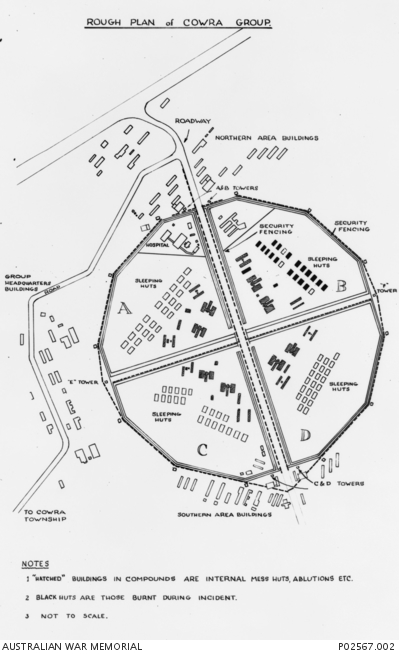 ROUGH PLAN of COWRA GROUP.
ROADWAY
NORTHERN AREA BUILDINGS
A&B TOWERS
HOSPITAL
SECURITY
FENCING
SECURITY
FENCING
SLEEPING
HUTS
B
"F"
TOWER
GROUP
HEADQUARTERS
BUILDINGS
ROAD
SLEEPING
HUTS
A
"E" TOWER
SLEEPING
HUTS
SLEEPING
HUTS
C
D
C&D TOWERS
TO COWRA
TOWNSHIP
SOUTHERN AREA BUILDINGS
NOTES
1 "HATCHED" BUILDINGS IN COMPOUNDS ARE INTERNAL MESS HUTS, ABLUTIONS ETC.
2 BLACK HUTS ARE THOSE BURNT DURING INCIDENT.
3 NOT TO SCALE.
AUSTRALIAN WAR MEMORIAL
P02567.002